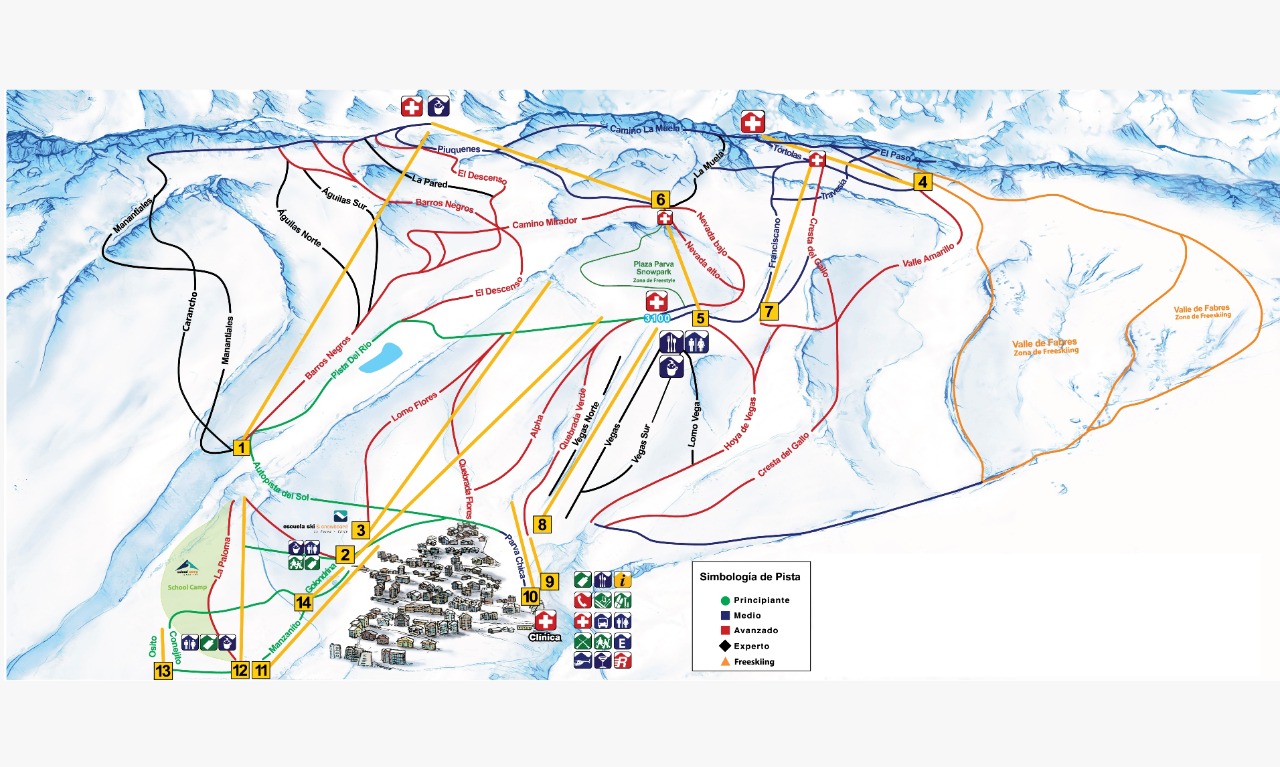 Camino La Muela
Piuquenes
Tórtolas
El Paso
4
La Muela
El Descenso
La Pared
Travesía
Águilas Sur
6
Manantiales
Barros Negros
Camino Mirador
Nevada bajo
Nevada alto
Franciscano
Cresta del Gallo
Valle Amarillo
Águilas Norte
Plaza Parva
Snowpark
Zona de Freestyle
El Descenso
Carancho
Manantiales
3100
5
7
Valle de Fabres
Zona de Freeskiing
Valle de Fabres
Zona de Freeskiing
Barros Negros
Pista Del Rio
Lomo Flores
Alpha
Quebrada Verde
Vegas Norte
Vegas
Vegas Sur
Lomo Vega
Hoya de Vegas
Cresta del Gallo
1
Autopista del Sol
Quebrada Flores
escuela ski & snowboard
3
8
2
Parva Chica
La Paloma
School Camp
Golondrina
14
9
10
Clínica
Manzanito
Osito
Conejito
13
12
11
i
E
R
Simbología de Pista
Principiante
Medio
Avanzado
Experto
Freeskiing